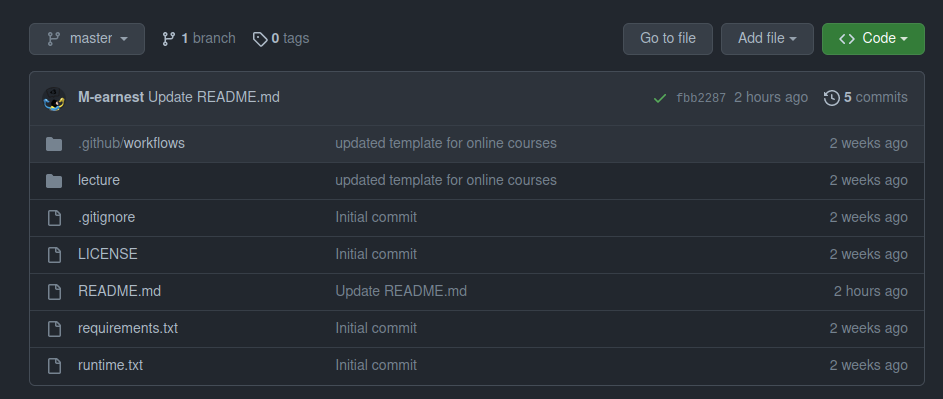 master 1 branch 0 tags Go to file Add file Code
M-earnest Update README.md fbb2287 2 hours ago 5 commits
.github/workflows updated template for online courses 2 weeks ago
lecture updated template for online courses 2 weeks ago
.gitignore Initial commit 2 weeks ago
LICENSE Initial commit 2 weeks ago
README.md Update README.md 2 hours ago
requirements.txt Initial commit 2 weeks ago
runtime.txt Initial commit 2 weeks ago